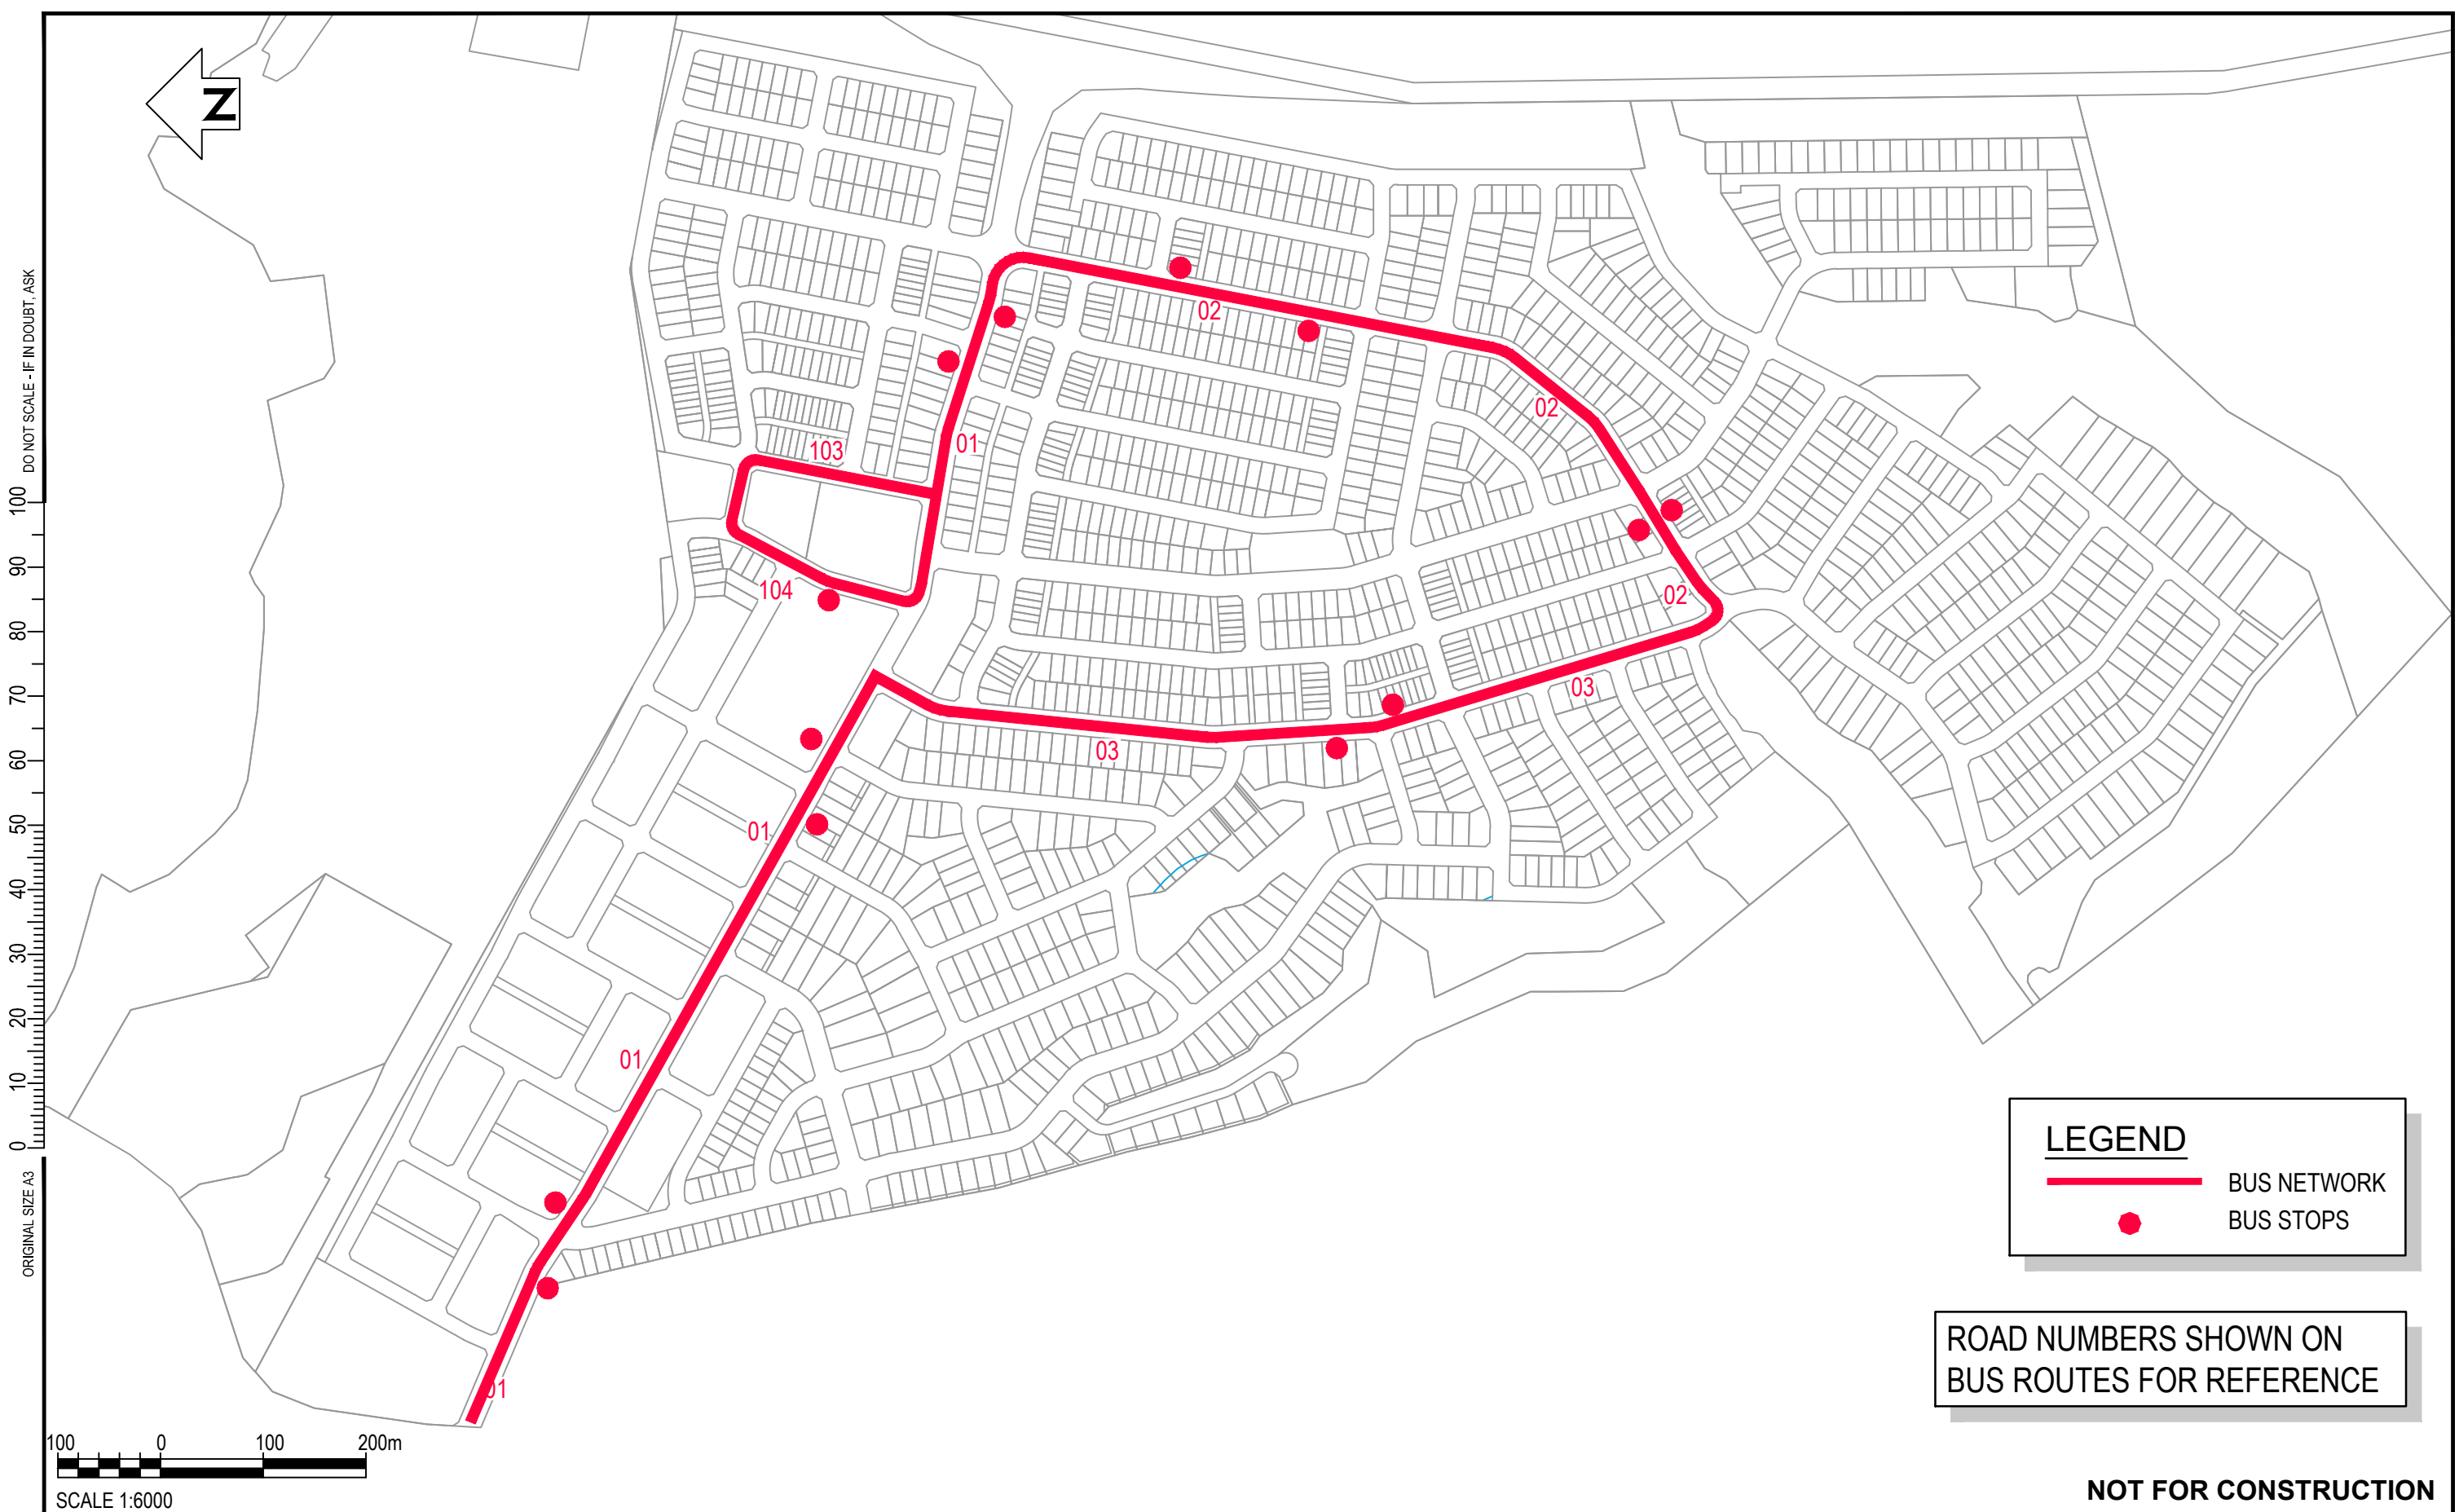 N
DO NOT SCALE - IF IN DOUBT, ASK
100
90
80
70
60
50
40
30
20
10
0
ORIGINAL SIZE A3
02
02
01
103
104
02
03
03
01
01
01
LEGEND
BUS NETWORK
BUS STOPS
ROAD NUMBERS SHOWN ON
BUS ROUTES FOR REFERENCE
100 0 100 200m
SCALE 1:6000
NOT FOR CONSTRUCTION